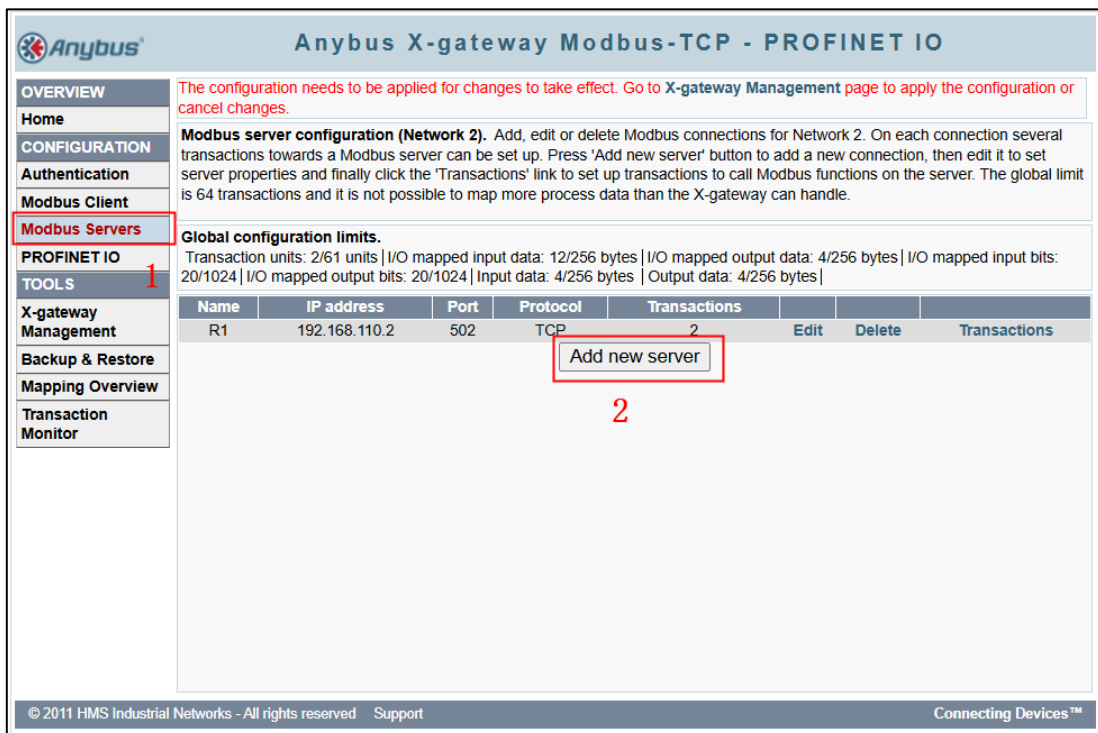 Anybus®
Anybus X-gateway Modbus-TCP - PROFINET IO
OVERVIEW
Home
CONFIGURATION
Authentication
Modbus Client
Modbus Servers
PROFINET IO
1
TOOLS
X-gateway
Management
Backup & Restore
Mapping Overview
Transaction
Monitor
The configuration needs to be applied for changes to take effect. Go to X-gateway Management page to apply the configuration or
cancel changes.
Modbus server configuration (Network 2). Add, edit or delete Modbus connections for Network 2. On each connection several
transactions towards a Modbus server can be set up. Press 'Add new server' button to add a new connection, then edit it to set
server properties and finally click the 'Transactions' link to set up transactions to call Modbus functions on the server. The global limit
is 64 transactions and it is not possible to map more process data than the X-gateway can handle.
Global configuration limits.
Transaction units: 2/61 units | I/O mapped input data: 12/256 bytes | I/O mapped output data: 4/256 bytes | I/O mapped input bits:
20/1024 | I/O mapped output bits: 20/1024 | Input data: 4/256 bytes | Output data: 4/256 bytes |
Name IP address Port Protocol Transactions
R1 192.168.110.2 502 TCP 2 Edit Delete Transactions
Add new server
2
© 2011 HMS Industrial Networks - All rights reserved Support Connecting Devices™